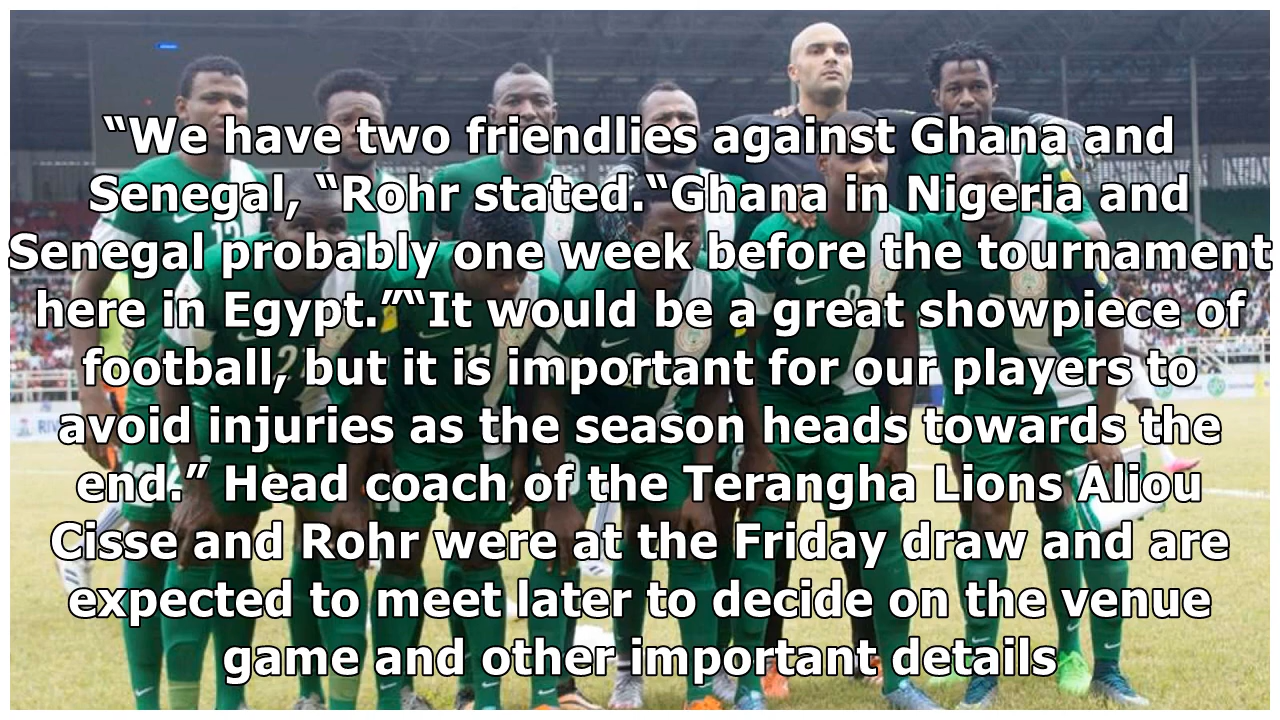 “We have two friendlies against Ghana and
Senegal, “Rohr stated.“Ghana in Nigeria and
Senegal probably one week before the tournament
here in Egypt.”“It would be a great showpiece of
football, but it is important for our players to
avoid injuries as the season heads towards the
end.” Head coach of the Terangha Lions Aliou
Cisse and Rohr were at the Friday draw and are
expected to meet later to decide on the venue
game and other important details